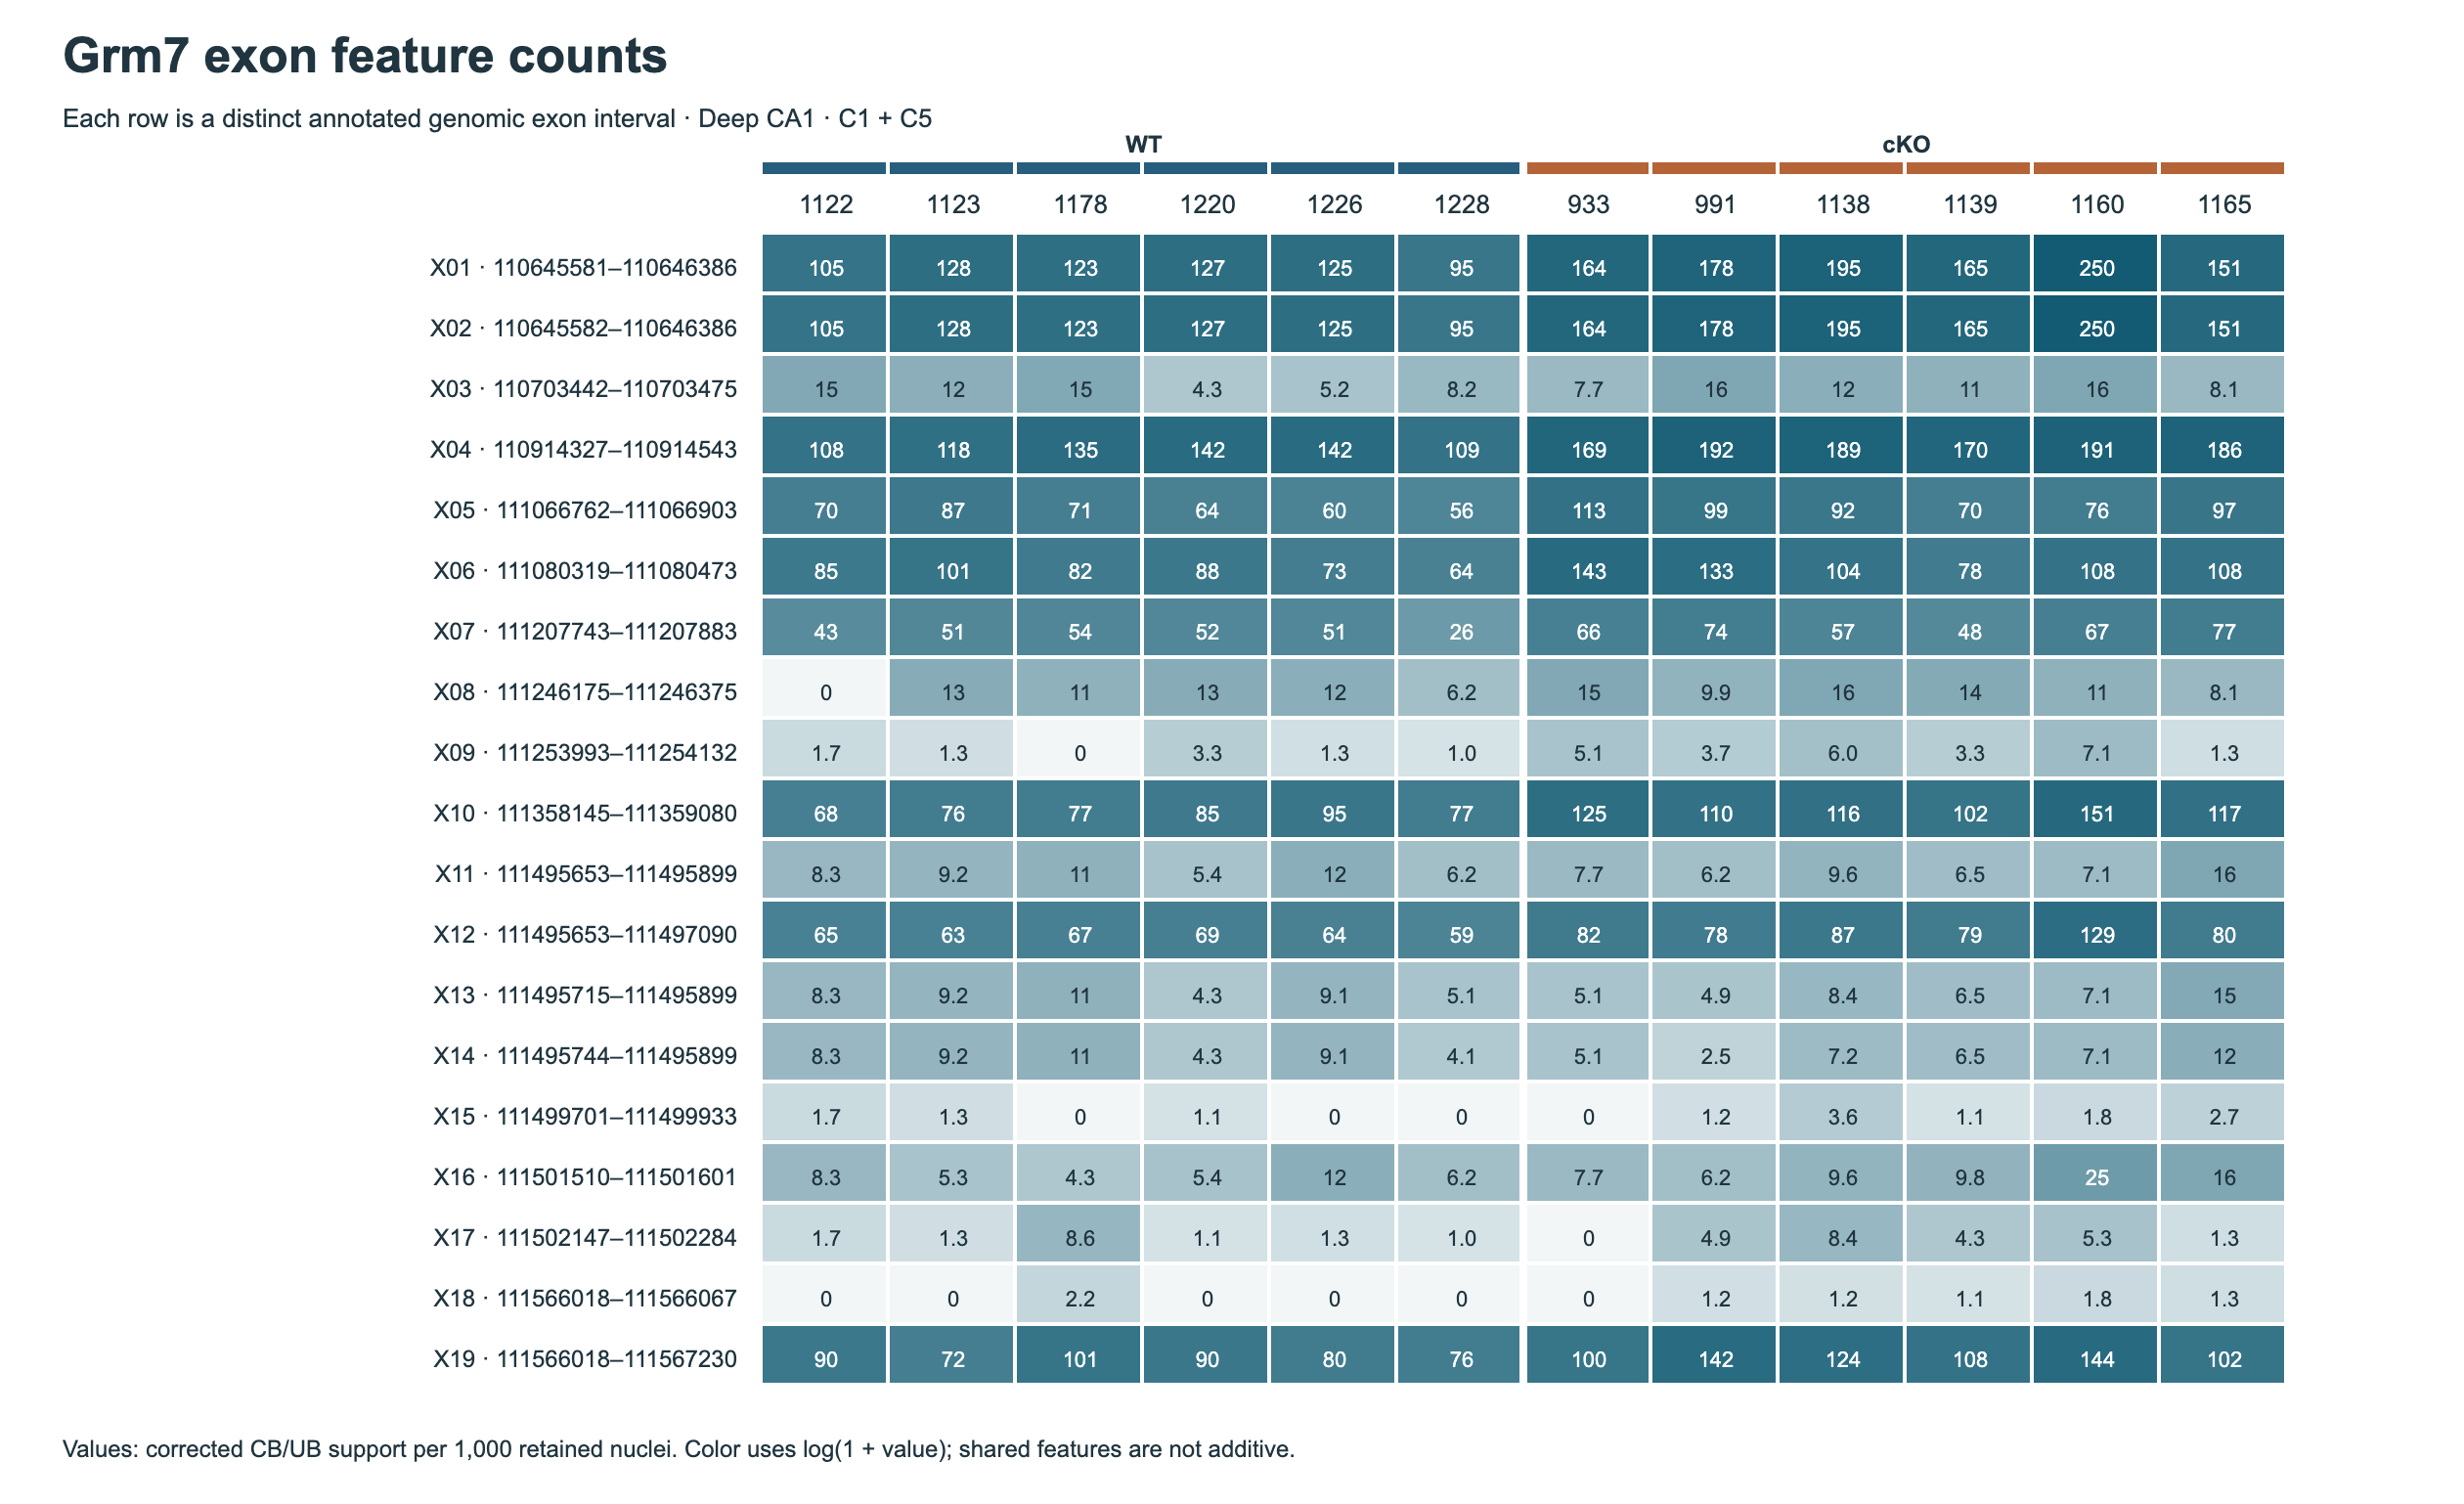 Grm7 exon feature counts
Each row is a distinct annotated genomic exon interval · Deep CA1 · C1 + C5
WT cKO
1122 1123 1178 1220 1226 1228 933 991 1138 1139 1160 1165
X01 · 110645581–110646386 105 128 123 127 125 95 164 178 195 165 250 151
X02 · 110645582–110646386 105 128 123 127 125 95 164 178 195 165 250 151
X03 · 110703442–110703475 15 12 15 4.3 5.2 8.2 7.7 16 12 11 16 8.1
X04 · 110914327–110914543 108 118 135 142 142 109 169 192 189 170 191 186
X05 · 111066762–111066903 70 87 71 64 60 56 113 99 92 70 76 97
X06 · 111080319–111080473 85 101 82 88 73 64 143 133 104 78 108 108
X07 · 111207743–111207883 43 51 54 52 51 26 66 74 57 48 67 77
X08 · 111246175–111246375 0 13 11 13 12 6.2 15 9.9 16 14 11 8.1
X09 · 111253993–111254132 1.7 1.3 0 3.3 1.3 1.0 5.1 3.7 6.0 3.3 7.1 1.3
X10 · 111358145–111359080 68 76 77 85 95 77 125 110 116 102 151 117
X11 · 111495653–111495899 8.3 9.2 11 5.4 12 6.2 7.7 6.2 9.6 6.5 7.1 16
X12 · 111495653–111497090 65 63 67 69 64 59 82 78 87 79 129 80
X13 · 111495715–111495899 8.3 9.2 11 4.3 9.1 5.1 5.1 4.9 8.4 6.5 7.1 15
X14 · 111495744–111495899 8.3 9.2 11 4.3 9.1 4.1 5.1 2.5 7.2 6.5 7.1 12
X15 · 111499701–111499933 1.7 1.3 0 1.1 0 0 0 1.2 3.6 1.1 1.8 2.7
X16 · 111501510–111501601 8.3 5.3 4.3 5.4 12 6.2 7.7 6.2 9.6 9.8 25 16
X17 · 111502147–111502284 1.7 1.3 8.6 1.1 1.3 1.0 0 4.9 8.4 4.3 5.3 1.3
X18 · 111566018–111566067 0 0 2.2 0 0 0 0 1.2 1.2 1.1 1.8 1.3
X19 · 111566018–111567230 90 72 101 90 80 76 100 142 124 108 144 102
Values: corrected CB/UB support per 1,000 retained nuclei. Color uses log(1 + value); shared features are not additive.